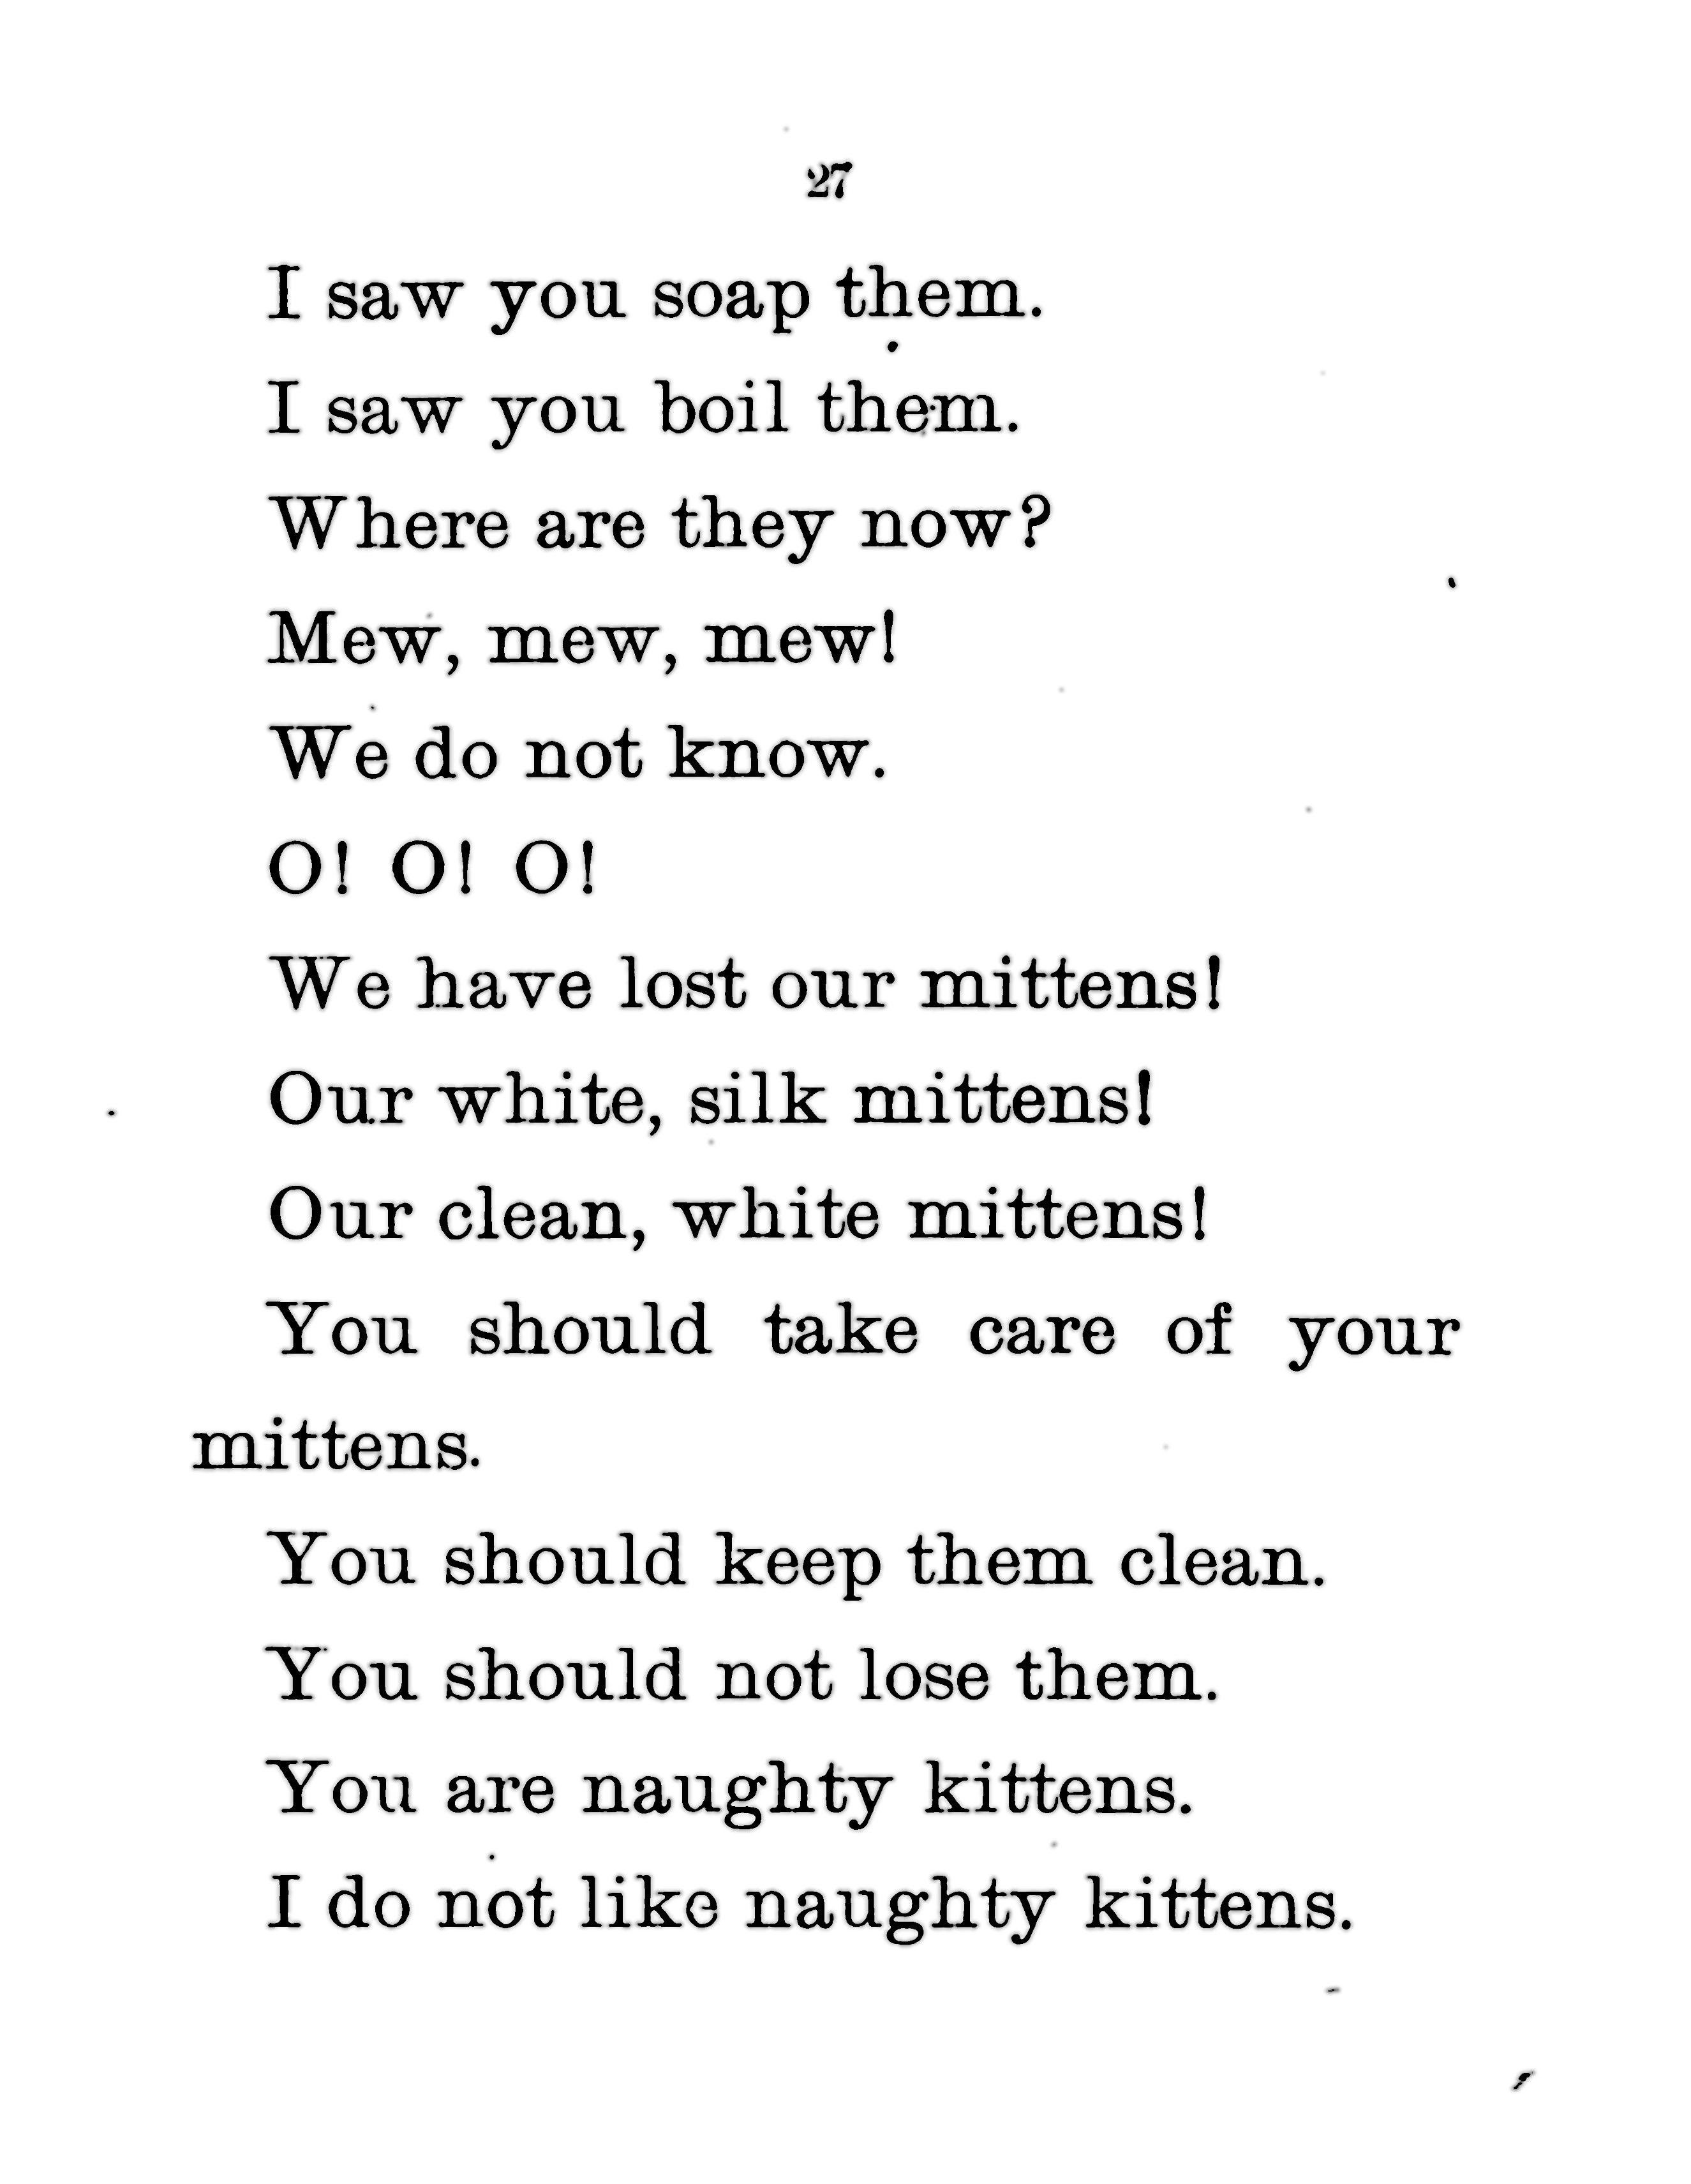 27
I saw you soap them.
I saw you boil them.
Where are they now?
Mew, mew, mew!
We do not know.
O! O! O!
We have lost our mittens!
Our white, silk mittens!
Our clean, white mittens!
You should take care of your
mittens.
You should keep them clean.
You should not lose them.
You are naughty kittens.
I do not like naughty kittens.